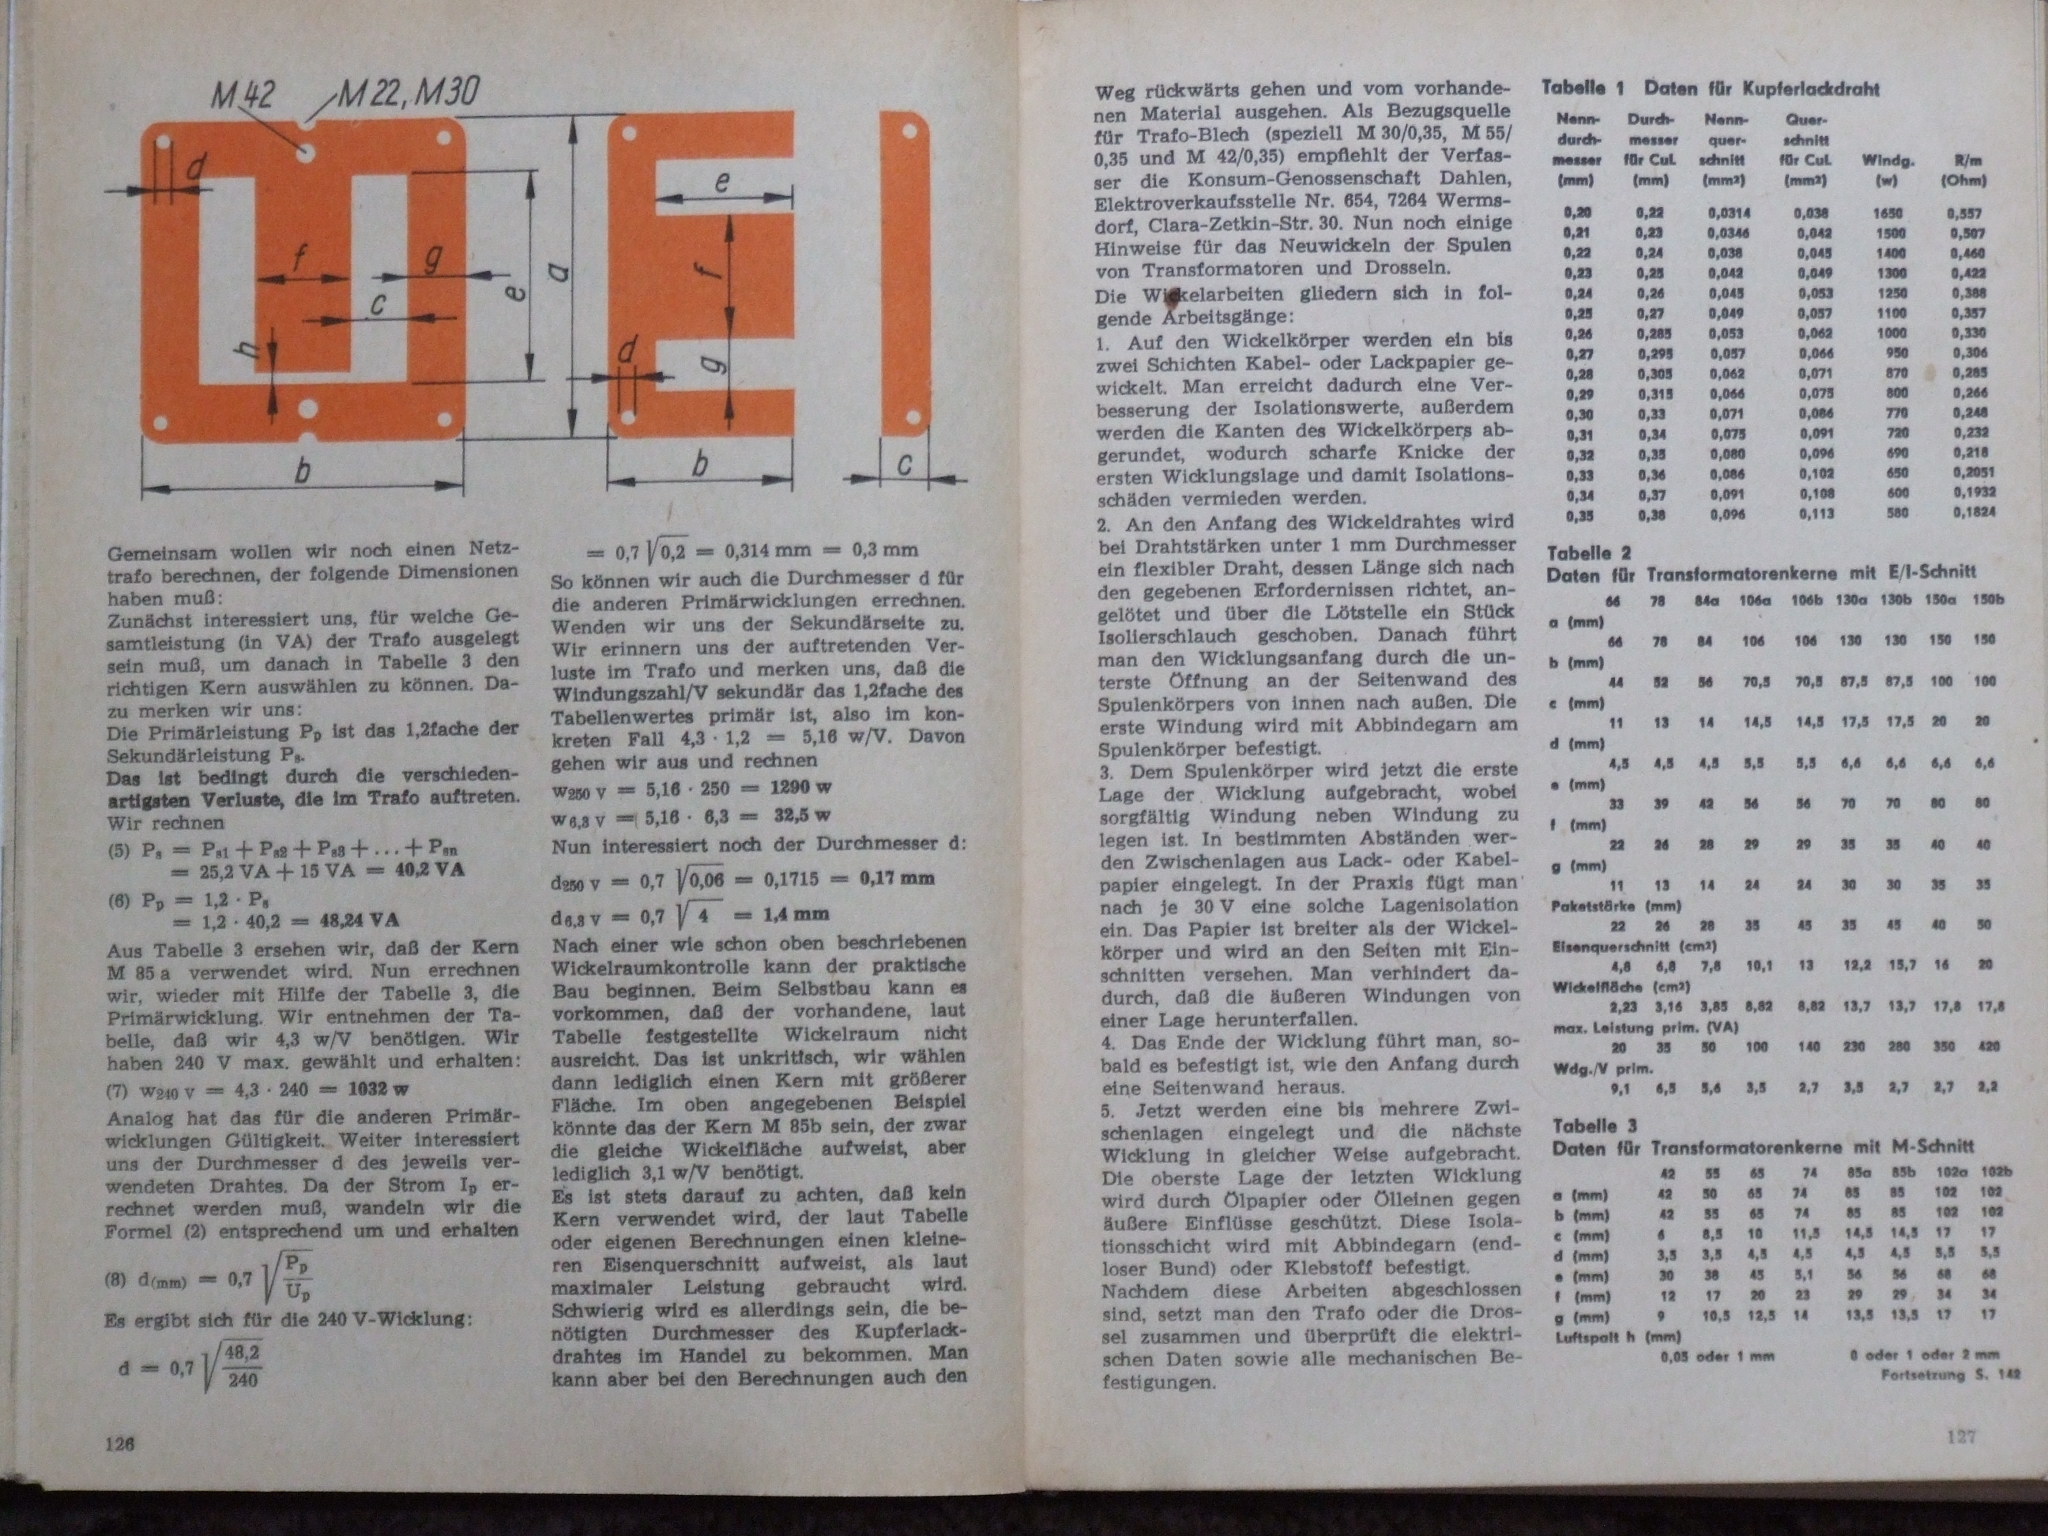 M 42
M 22, M 30
d
f
g
c
e
a
h
b
e
f
d
g
b
c
Gemeinsam wollen wir noch einen Netz-
trafo berechnen, der folgende Dimensionen
haben muß:
Zunächst interessiert uns, für welche Ge-
samtleistung (in VA) der Trafo ausgelegt
sein muß, um danach in Tabelle 3 den
richtigen Kern auswählen zu können. Da-
zu merken wir uns:
Die Primärleistung Pp ist das 1,2fache der
Sekundärleistung Ps.
Das ist bedingt durch die verschieden-
artigsten Verluste, die im Trafo auftreten.
Wir rechnen
(5) Ps = Ps1 + Ps2 + Ps3 + ... + Psn
= 25,2 VA + 15 VA = 40,2 VA
(6) Pp = 1,2 · Ps
= 1,2 · 40,2 = 48,24 VA
Aus Tabelle 3 ersehen wir, daß der Kern
M 85 a verwendet wird. Nun errechnen
wir, wieder mit Hilfe der Tabelle 3, die
Primärwicklung. Wir entnehmen der Ta-
belle, daß wir 4,3 w/V benötigen. Wir
haben 240 V max. gewählt und erhalten:
(7) w240 V = 4,3 · 240 = 1032 w
Analog hat das für die anderen Primär-
wicklungen Gültigkeit. Weiter interessiert
uns der Durchmesser d des jeweils ver-
wendeten Drahtes. Da der Strom Ip er-
rechnet werden muß, wandeln wir die
Formel (2) entsprechend um und erhalten
(8) d(mm) = 0,7 √(Pp/Up)
Es ergibt sich für die 240 V-Wicklung:
d = 0,7 √(48,2/240)
126
= 0,7 √0,2 = 0,314 mm = 0,3 mm
So können wir auch die Durchmesser d für
die anderen Primärwicklungen errechnen.
Wenden wir uns der Sekundärseite zu.
Wir erinnern uns der auftretenden Ver-
luste im Trafo und merken uns, daß die
Windungszahl/V sekundär das 1,2fache des
Tabellenwertes primär ist, also im kon-
kreten Fall 4,3 · 1,2 = 5,16 w/V. Davon
gehen wir aus und rechnen
w250 V = 5,16 · 250 = 1290 w
w6,3 V = 5,16 · 6,3 = 32,5 w
Nun interessiert noch der Durchmesser d:
d250 V = 0,7 √0,06 = 0,1715 = 0,17 mm
d6,3 V = 0,7 √4 = 1,4 mm
Nach einer wie schon oben beschriebenen
Wickelraumkontrolle kann der praktische
Bau beginnen. Beim Selbstbau kann es
vorkommen, daß der vorhandene, laut
Tabelle festgestellte Wickelraum nicht
ausreicht. Das ist unkritisch, wir wählen
dann lediglich einen Kern mit größerer
Fläche. Im oben angegebenen Beispiel
könnte das der Kern M 85b sein, der zwar
die gleiche Wickelfläche aufweist, aber
lediglich 3,1 w/V benötigt.
Es ist stets darauf zu achten, daß kein
Kern verwendet wird, der laut Tabelle
oder eigenen Berechnungen einen kleine-
ren Eisenquerschnitt aufweist, als laut
maximaler Leistung gebraucht wird.
Schwierig wird es allerdings sein, die be-
nötigten Durchmesser des Kupferlack-
drahtes im Handel zu bekommen. Man
kann aber bei den Berechnungen auch den
Weg rückwärts gehen und vom vorhande-
nen Material ausgehen. Als Bezugsquelle
für Trafo-Blech (speziell M 30/0,35, M 55/
0,35 und M 42/0,35) empfiehlt der Verfas-
ser die Konsum-Genossenschaft Dahlen,
Elektroverkaufsstelle Nr. 654, 7264 Werms-
dorf, Clara-Zetkin-Str. 30. Nun noch einige
Hinweise für das Neuwickeln der Spulen
von Transformatoren und Drosseln.
Die Wickelarbeiten gliedern sich in fol-
gende Arbeitsgänge:
1. Auf den Wickelkörper werden ein bis
zwei Schichten Kabel- oder Lackpapier ge-
wickelt. Man erreicht dadurch eine Ver-
besserung der Isolationswerte, außerdem
werden die Kanten des Wickelkörpers ab-
gerundet, wodurch scharfe Knicke der
ersten Wicklungslage und damit Isolations-
schäden vermieden werden.
2. An den Anfang des Wickeldrahtes wird
bei Drahtstärken unter 1 mm Durchmesser
ein flexibler Draht, dessen Länge sich nach
den gegebenen Erfordernissen richtet, an-
gelötet und über die Lötstelle ein Stück
Isolierschlauch geschoben. Danach führt
man den Wicklungsanfang durch die un-
terste Öffnung an der Seitenwand des
Spulenkörpers von innen nach außen. Die
erste Windung wird mit Abbindegarn am
Spulenkörper befestigt.
3. Dem Spulenkörper wird jetzt die erste
Lage der Wicklung aufgebracht, wobei
sorgfältig Windung neben Windung zu
legen ist. In bestimmten Abständen wer-
den Zwischenlagen aus Lack- oder Kabel-
papier eingelegt. In der Praxis fügt man
nach je 30 V eine solche Lagenisolation
ein. Das Papier ist breiter als der Wickel-
körper und wird an den Seiten mit Ein-
schnitten versehen. Man verhindert da-
durch, daß die äußeren Windungen von
einer Lage herunterfallen.
4. Das Ende der Wicklung führt man, so-
bald es befestigt ist, wie den Anfang durch
eine Seitenwand heraus.
5. Jetzt werden eine bis mehrere Zwi-
schenlagen eingelegt und die nächste
Wicklung in gleicher Weise aufgebracht.
Die oberste Lage der letzten Wicklung
wird durch Ölpapier oder Ölleinen gegen
äußere Einflüsse geschützt. Diese Isola-
tionsschicht wird mit Abbindegarn (end-
loser Bund) oder Klebstoff befestigt.
Nachdem diese Arbeiten abgeschlossen
sind, setzt man den Trafo oder die Dros-
sel zusammen und überprüft die elektri-
schen Daten sowie alle mechanischen Be-
festigungen.
Tabelle 1 Daten für Kupferlackdraht
Nenn- Durch- Nenn- Quer-
durch- messer quer- schnitt
messer für CuL schnitt für CuL Windg. R/m
(mm) (mm) (mm²) (mm²) (w) (Ohm)
0,20 0,22 0,0314 0,038 1650 0,557
0,21 0,23 0,0346 0,042 1500 0,507
0,22 0,24 0,038 0,045 1400 0,460
0,23 0,25 0,042 0,049 1300 0,422
0,24 0,26 0,045 0,053 1250 0,388
0,25 0,27 0,049 0,057 1100 0,357
0,26 0,285 0,053 0,062 1000 0,330
0,27 0,295 0,057 0,066 950 0,306
0,28 0,305 0,062 0,071 870 0,285
0,29 0,315 0,066 0,075 800 0,266
0,30 0,33 0,071 0,086 770 0,248
0,31 0,34 0,075 0,091 720 0,232
0,32 0,35 0,080 0,096 690 0,218
0,33 0,36 0,086 0,102 650 0,2051
0,34 0,37 0,091 0,108 600 0,1932
0,35 0,38 0,096 0,113 580 0,1824
Tabelle 2
Daten für Transformatorenkerne mit E/I-Schnitt
66 78 84a 106a 106b 130a 130b 150a 150b
a (mm)
66 78 84 106 106 130 130 150 150
b (mm)
44 52 56 70,5 70,5 87,5 87,5 100 100
c (mm)
11 13 14 14,5 14,5 17,5 17,5 20 20
d (mm)
4,5 4,5 4,5 5,5 5,5 6,6 6,6 6,6 6,6
e (mm)
33 39 42 56 56 70 70 80 80
f (mm)
22 26 28 29 29 35 35 40 40
g (mm)
11 13 14 24 24 30 30 35 35
Paketstärke (mm)
22 26 28 35 45 35 45 40 50
Eisenquerschnitt (cm²)
4,8 6,8 7,8 10,1 13 12,2 15,7 16 20
Wickelfläche (cm²)
2,23 3,16 3,85 8,82 8,82 13,7 13,7 17,8 17,8
max. Leistung prim. (VA)
20 35 50 100 140 230 280 350 420
Wdg./V prim.
9,1 6,5 5,6 3,5 2,7 3,5 2,7 2,7 2,2
Tabelle 3
Daten für Transformatorenkerne mit M-Schnitt
42 55 65 74 85a 85b 102a 102b
a (mm) 42 50 65 74 85 85 102 102
b (mm) 42 55 65 74 85 85 102 102
c (mm) 6 8,5 10 11,5 14,5 14,5 17 17
d (mm) 3,5 3,5 4,5 4,5 4,5 4,5 5,5 5,5
e (mm) 30 38 45 5,1 56 56 68 68
f (mm) 12 17 20 23 29 29 34 34
g (mm) 9 10,5 12,5 14 13,5 13,5 17 17
Luftspalt h (mm)
0,05 oder 1 mm 0 oder 1 oder 2 mm
Fortsetzung S. 142
127